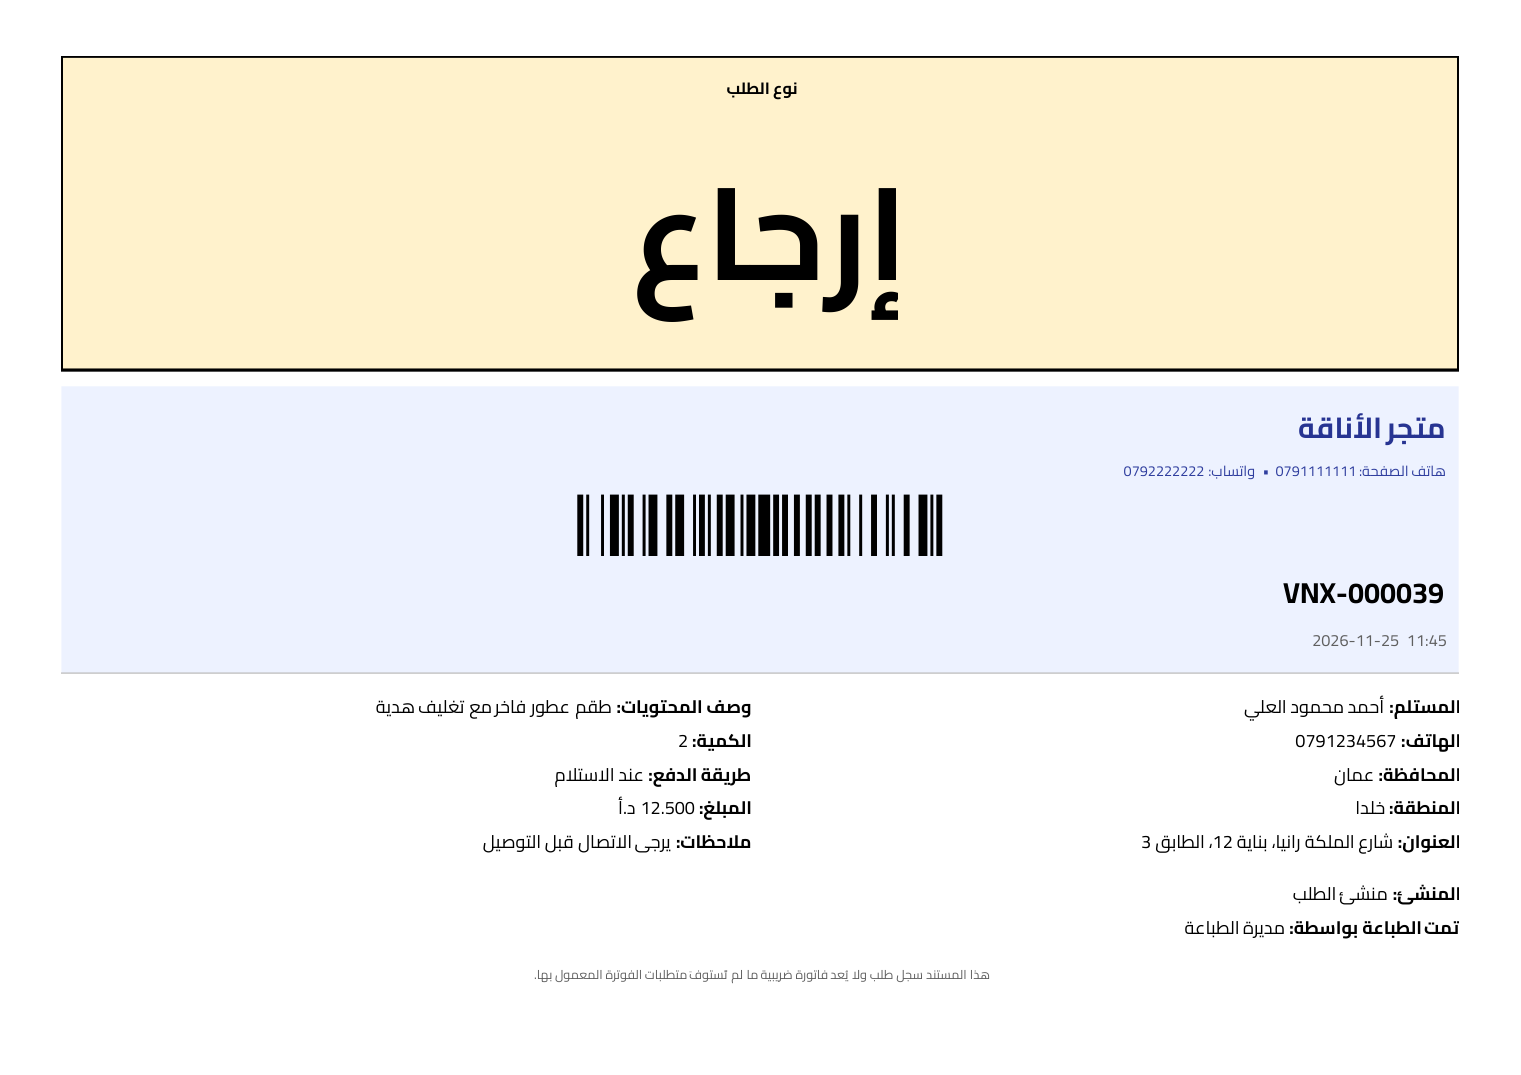 نوع الطلب
إرجاع
متجر الأناقة
هاتف الصفحة: 0791111111 • واتساب: 0792222222
VNX-000039
2026-11-25 11:45
المستلم: أحمد محمود العلي
الهاتف: 0791234567
المحافظة: عمان
المنطقة: خلدا
العنوان: شارع الملكة رانيا، بناية 12، الطابق 3
وصف المحتويات: طقم عطور فاخر مع تغليف هدية
الكمية: 2
طريقة الدفع: عند الاستلام
المبلغ: 12.500 د.أ
ملاحظات: يرجى الاتصال قبل التوصيل
المنشئ: منشئ الطلب
تمت الطباعة بواسطة: مديرة الطباعة
هذا المستند سجل طلب ولا يُعد فاتورة ضريبية ما لم تُستوفَ متطلبات الفوترة المعمول بها.